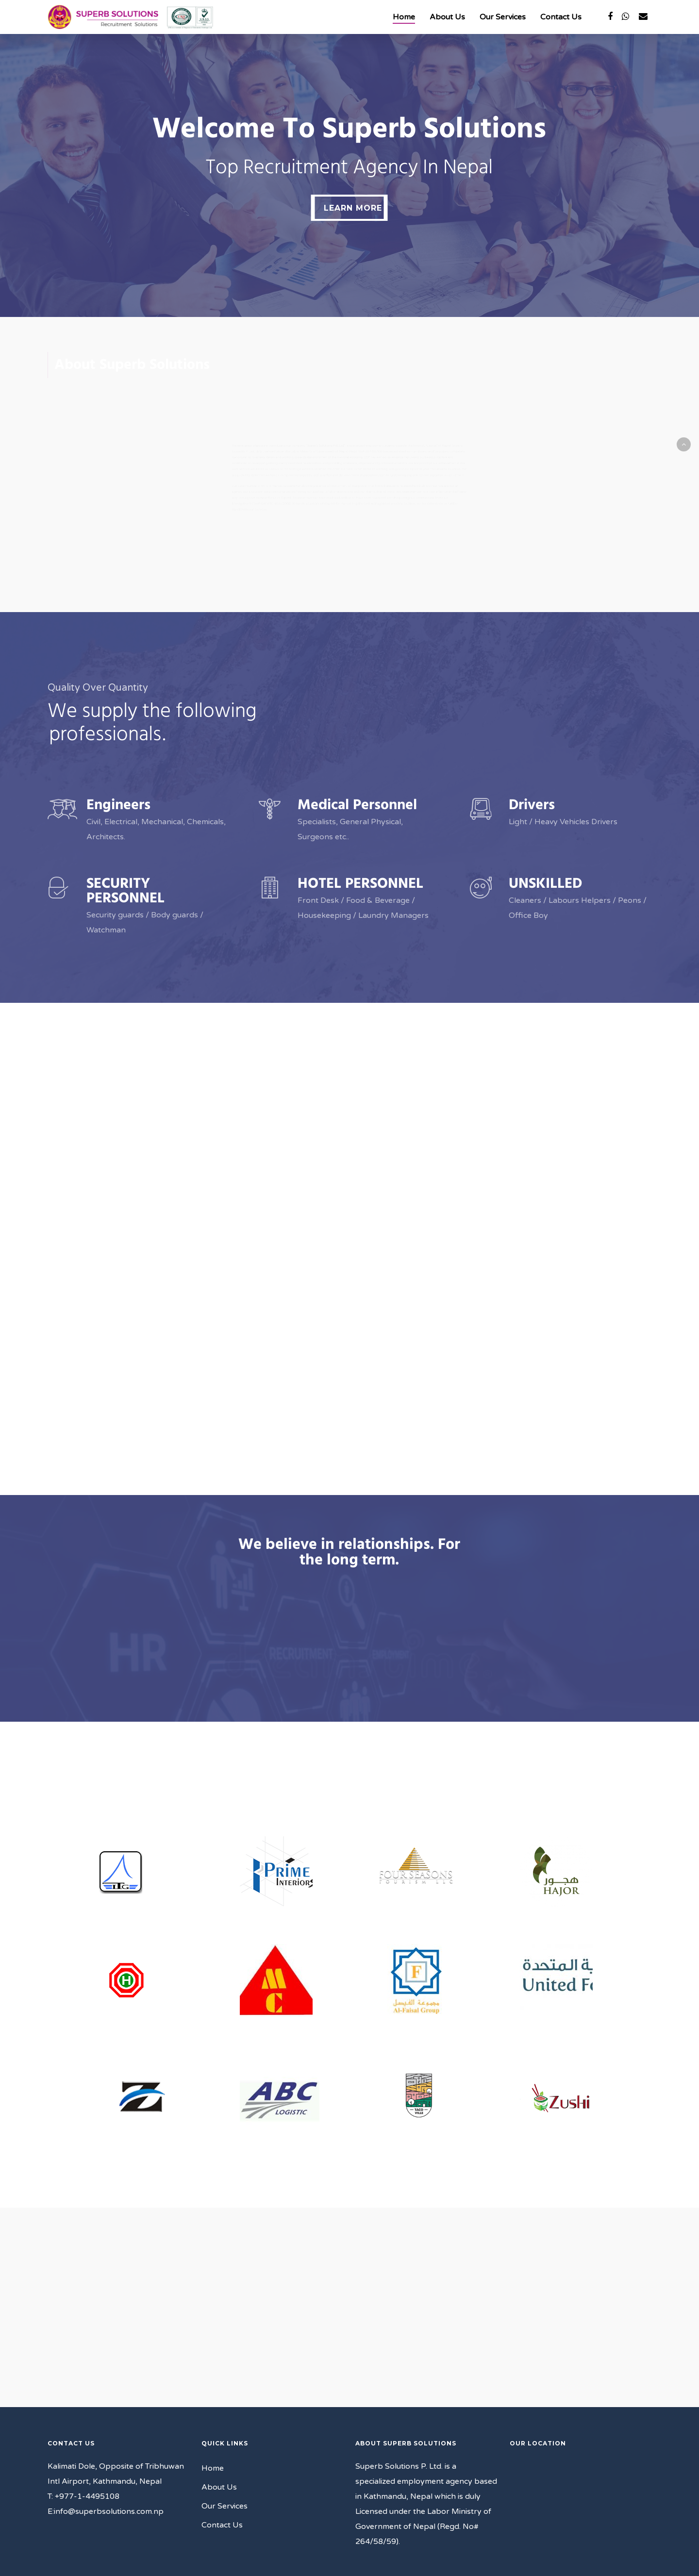 SUPERB SOLUTIONS
Recruitment Solutions
Home
About Us
Our Services
Contact Us
Welcome To Superb Solutions
Top Recruitment Agency In Nepal
LEARN MORE
About Superb Solutions
Quality Over Quantity
We supply the following
professionals.
Engineers
Civil, Electrical, Mechanical, Chemicals,
Architects.
Medical Personnel
Specialists, General Physical,
Surgeons etc.
Drivers
Light / Heavy Vehicles Drivers
SECURITY
PERSONNEL
Security guards / Body guards /
Watchman
HOTEL PERSONNEL
Front Desk / Food & Beverage /
Housekeeping / Laundry Managers
UNSKILLED
Cleaners / Labours Helpers / Peons /
Office Boy
We believe in relationships. For
the long term.
HR
RECRUITMENT
PRIME
INTERIORS
FOUR SEASONS
TOURISM LLC
هجور
HAJOR
H
MC
F
Al-Faisal Group
ية المتحدة
United Fo
Z
ABC
LOGISTIC
Zushi
CONTACT US
Kalimati Dole, Opposite of Tribhuwan
Intl Airport, Kathmandu, Nepal
T: +977-1-4495108
E:info@superbsolutions.com.np
QUICK LINKS
Home
About Us
Our Services
Contact Us
ABOUT SUPERB SOLUTIONS
Superb Solutions P. Ltd. is a
specialized employment agency based
in Kathmandu, Nepal which is duly
Licensed under the Labor Ministry of
Government of Nepal (Regd. No#
264/58/59).
OUR LOCATION